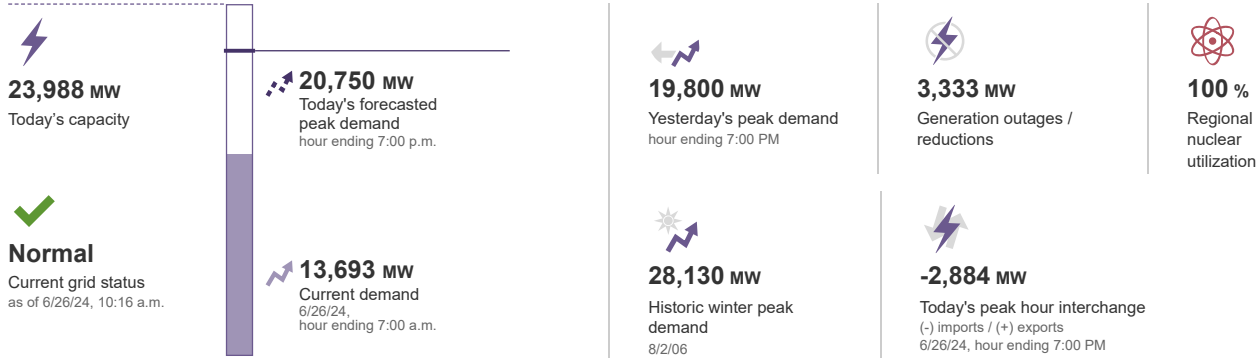 23,988 MW
Today's capacity
20,750 MW
Today's forecasted
peak demand
hour ending 7:00 p.m.
Normal
Current grid status
as of 6/26/24, 10:16 a.m.
13,693 MW
Current demand
6/26/24,
hour ending 7:00 a.m.
19,800 MW
Yesterday's peak demand
hour ending 7:00 PM
3,333 MW
Generation outages /
reductions
100 %
Regional
nuclear
utilization
28,130 MW
Historic winter peak
demand
8/2/06
-2,884 MW
Today's peak hour interchange
(-) imports / (+) exports
6/26/24, hour ending 7:00 PM